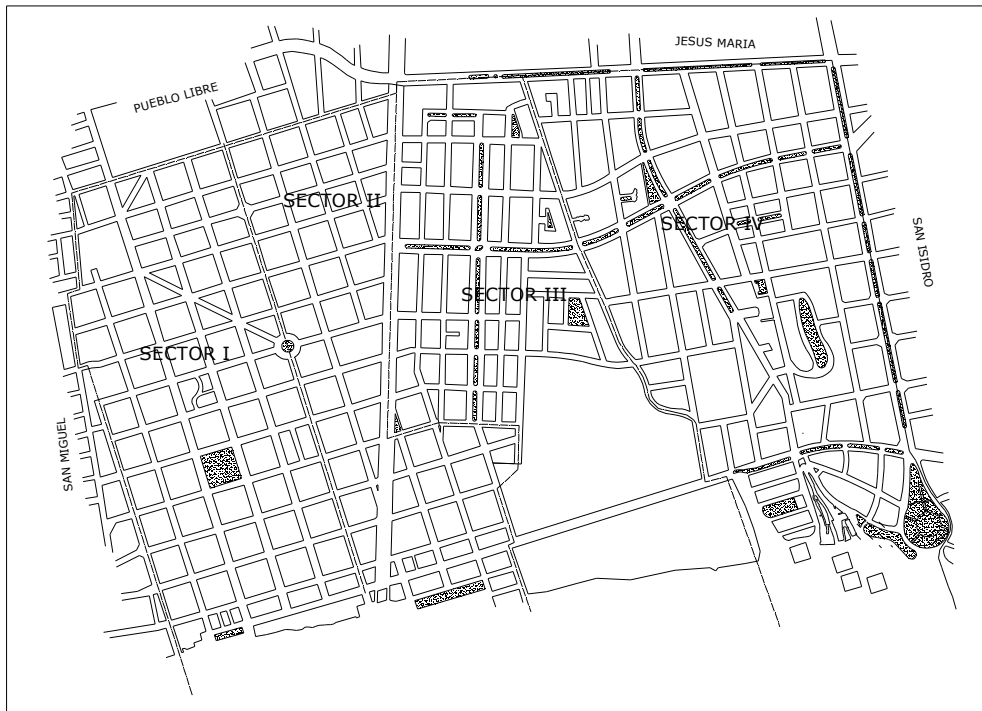 JESUS MARIA
PUEBLO LIBRE
SECTOR II
SECTOR IV
SAN ISIDRO
SECTOR III
SECTOR I
SAN MIGUEL